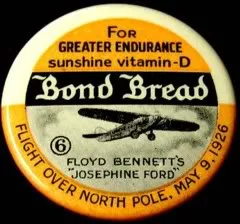 FOR
GREATER ENDURANCE
sunshine vitamin-D
Bond Bread
6
FLOYD BENNETT'S
"JOSEPHINE FORD"
FLIGHT OVER NORTH POLE, MAY 9, 1926